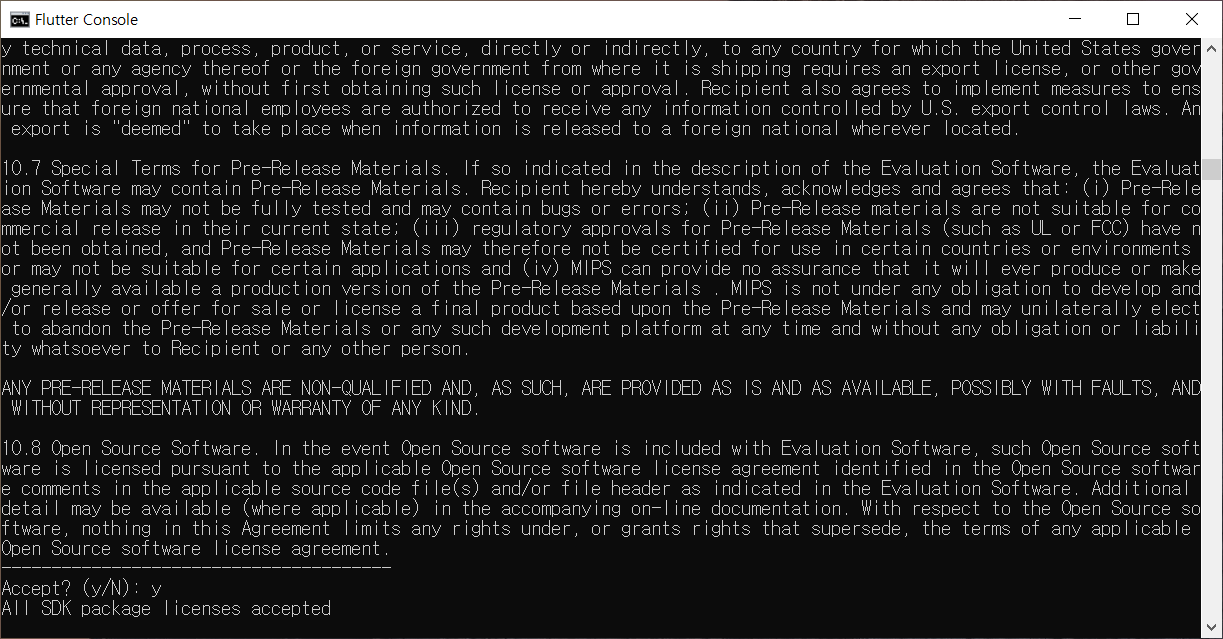 Flutter Console
y technical data, process, product, or service, directly or indirectly, to any country for which the United States gover
nment or any agency thereof or the foreign government from where it is shipping requires an export license, or other gov
ernmental approval, without first obtaining such license or approval. Recipient also agrees to implement measures to ens
ure that foreign national employees are authorized to receive any information controlled by U.S. export control laws. An
 export is "deemed" to take place when information is released to a foreign national wherever located.
10.7 Special Terms for Pre-Release Materials. If so indicated in the description of the Evaluation Software, the Evaluat
ion Software may contain Pre-Release Materials. Recipient hereby understands, acknowledges and agrees that: (i) Pre-Rele
ase Materials may not be fully tested and may contain bugs or errors; (ii) Pre-Release materials are not suitable for co
mmercial release in their current state; (iii) regulatory approvals for Pre-Release Materials (such as UL or FCC) have n
ot been obtained, and Pre-Release Materials may therefore not be certified for use in certain countries or environments
or may not be suitable for certain applications and (iv) MIPS can provide no assurance that it will ever produce or make
 generally available a production version of the Pre-Release Materials . MIPS is not under any obligation to develop and
/or release or offer for sale or license a final product based upon the Pre-Release Materials and may unilaterally elect
 to abandon the Pre-Release Materials or any such development platform at any time and without any obligation or liabili
ty whatsoever to Recipient or any other person.
ANY PRE-RELEASE MATERIALS ARE NON-QUALIFIED AND, AS SUCH, ARE PROVIDED AS IS AND AS AVAILABLE, POSSIBLY WITH FAULTS, AND
 WITHOUT REPRESENTATION OR WARRANTY OF ANY KIND.
10.8 Open Source Software. In the event Open Source software is included with Evaluation Software, such Open Source soft
ware is licensed pursuant to the applicable Open Source software license agreement identified in the Open Source softwar
e comments in the applicable source code file(s) and/or file header as indicated in the Evaluation Software. Additional
detail may be available (where applicable) in the accompanying on-line documentation. With respect to the Open Source so
ftware, nothing in this Agreement limits any rights under, or grants rights that supersede, the terms of any applicable
Open Source software license agreement.
---------------------------------------
Accept? (y/N): y
All SDK package licenses accepted